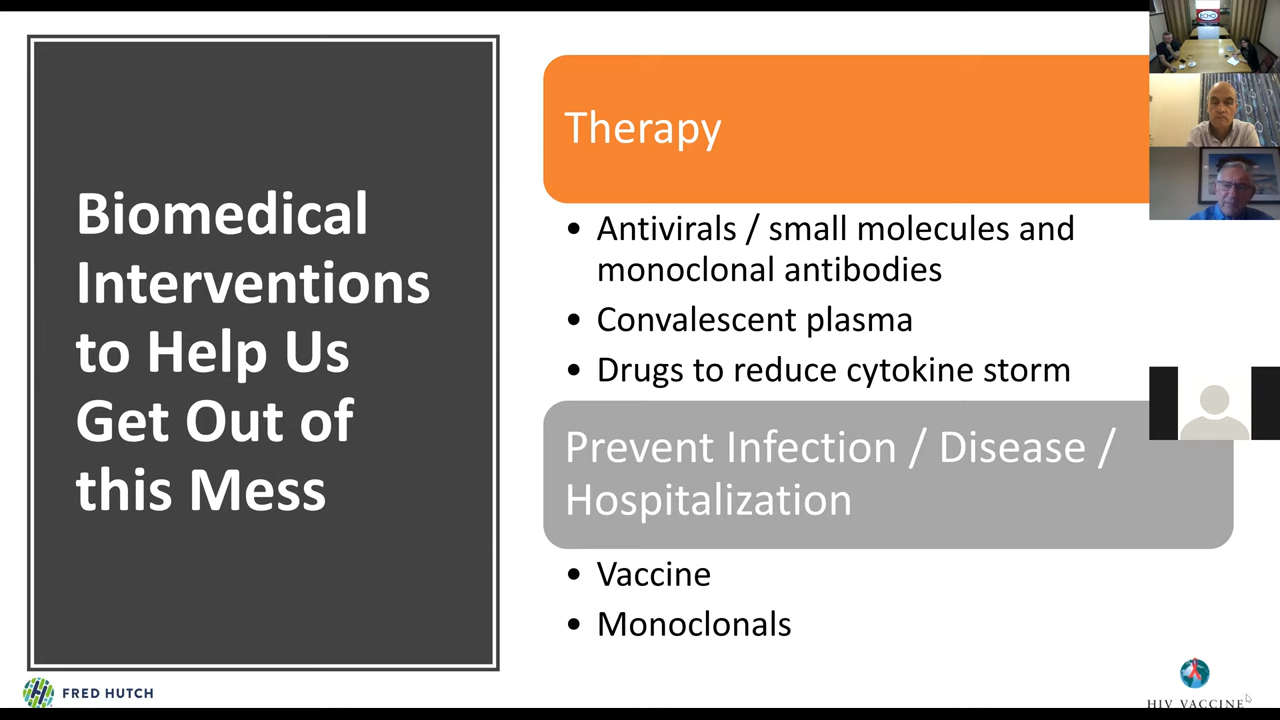 Biomedical
Interventions
to Help Us
Get Out of
this Mess
Therapy
• Antivirals / small molecules and
monoclonal antibodies
• Convalescent plasma
• Drugs to reduce cytokine storm
Prevent Infection / Disease /
Hospitalization
• Vaccine
• Monoclonals
FRED HUTCH
HIV VACCINE
ECHO